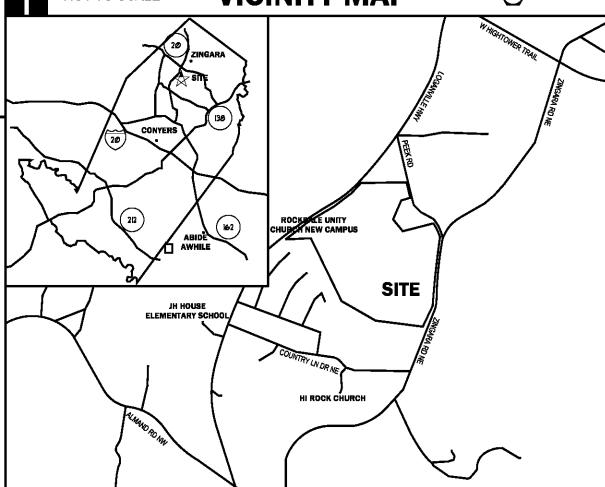 NOT TO SCALE
VICINITY MAP
20
ZINGARA
SITE
138
CONYERS
20
212
162
ABIDE
AWHILE
W HIGHTOWER TRAIL
LOGANVILLE HWY
ZINGARA RD NE
PEEK RD
ROCKDALE UNITY
CHURCH NEW CAMPUS
SITE
JH HOUSE
ELEMENTARY SCHOOL
ZINGARA RD NE
COUNTRY LN DR NE
HI ROCK CHURCH
ALMAND RD NW